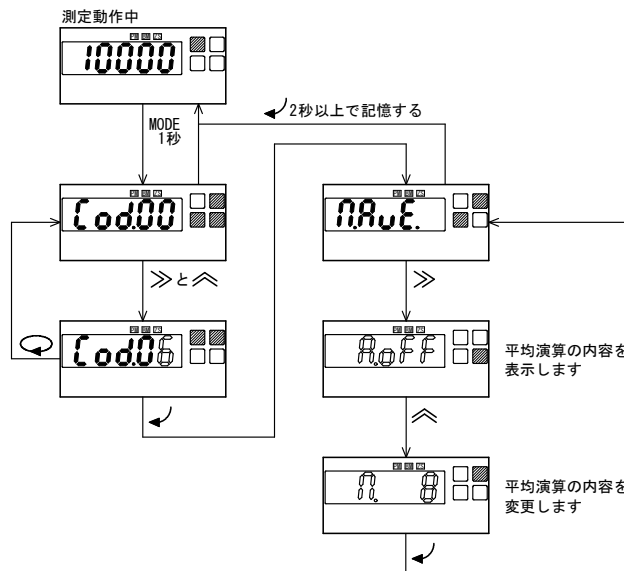 測定動作中
10000
2秒以上で記憶する
MODE
1秒
Cod.00
M.AvE.
≫と︽
≫
Cod.06
A.oFF
平均演算の内容を
表示します
M. 8
平均演算の内容を
変更します